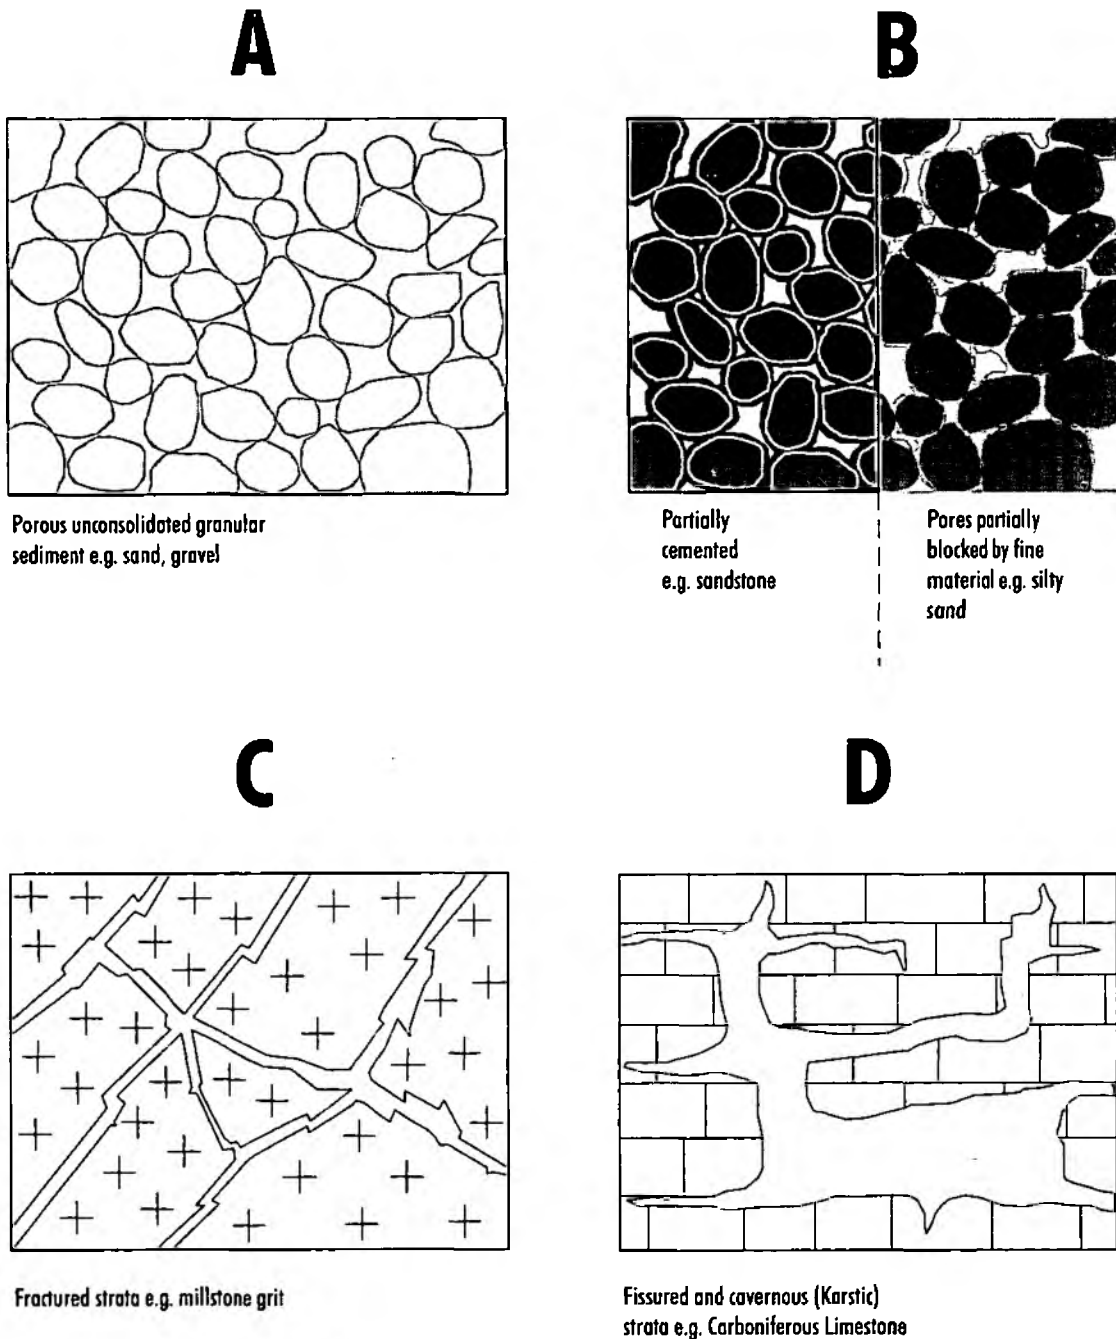 A
B
Porous unconsolidated granular
sediment e.g. sand, gravel
Partially
cemented
e.g. sandstone
Pores partially
blocked by fine
material e.g. silty
sand
C
D
Fractured strata e.g. millstone grit
Fissured and cavernous (Karstic)
strata e.g. Carboniferous Limestone